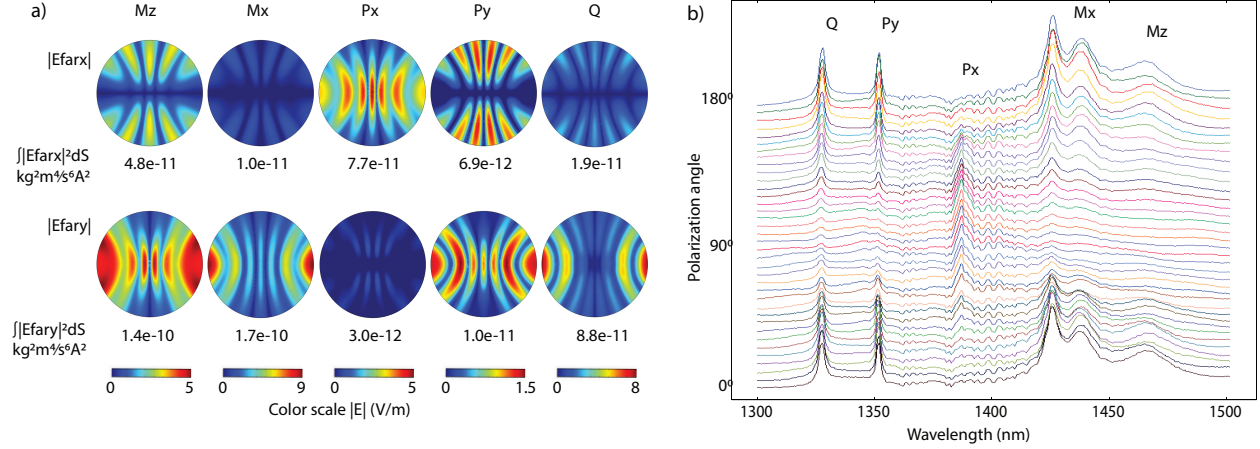 a)
Mz Mx Px Py Q
|Efarx|
∫|Efarx|²dS
kg²m⁴/s⁶A²
4.8e-11 1.0e-11 7.7e-11 6.9e-12 1.9e-11
|Efary|
∫|Efary|²dS
kg²m⁴/s⁶A²
1.4e-10 1.7e-10 3.0e-12 1.0e-11 8.8e-11
0 5 0 9 0 5 0 1.5 0 8
Color scale |E| (V/m)
b)
Q Py Px Mx Mz
180⁰
90⁰
0⁰
Polarization angle
1300 1350 1400 1450 1500
Wavelength (nm)